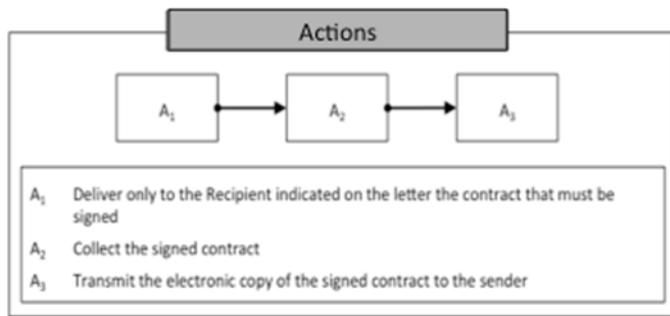 Actions
A₁ A₂ A₃
A₁ Deliver only to the Recipient indicated on the letter the contract that must be
signed
A₂ Collect the signed contract
A₃ Transmit the electronic copy of the signed contract to the sender